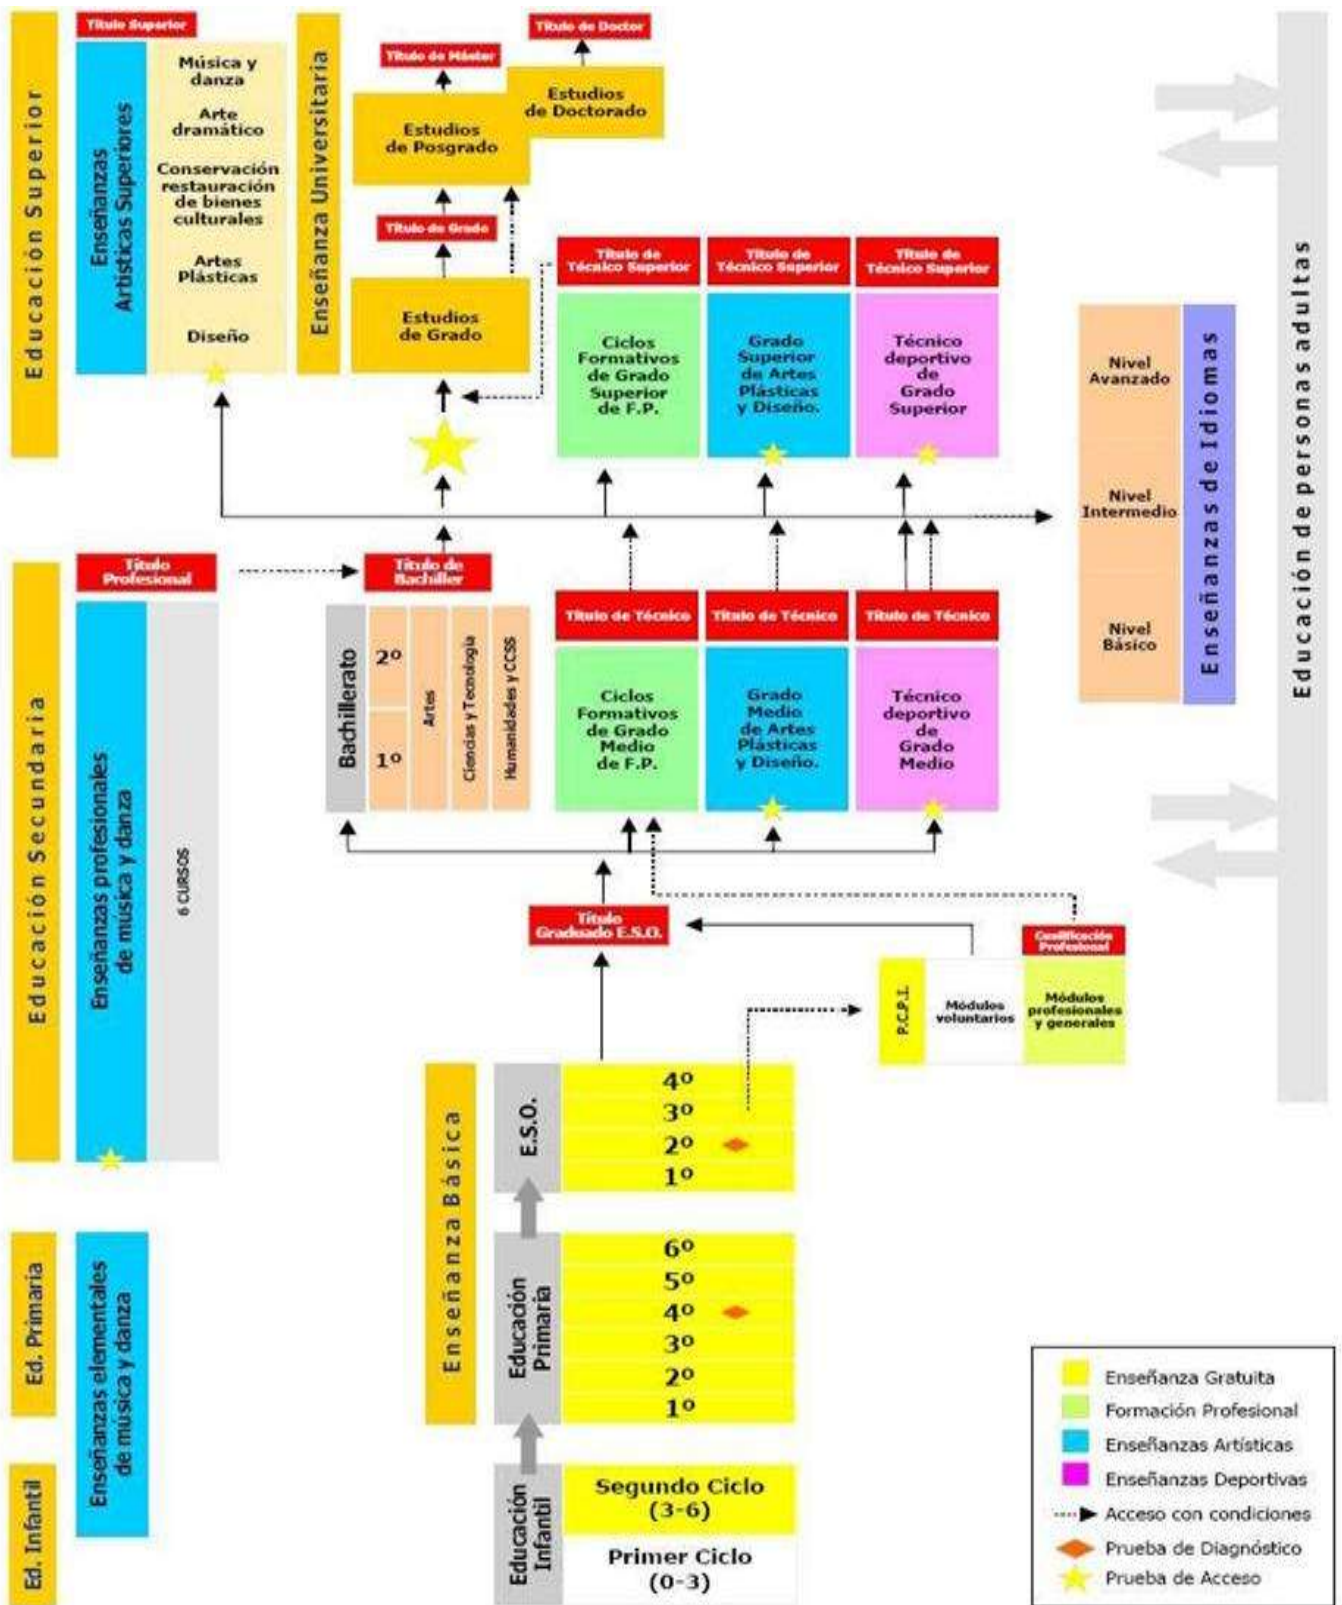 Educación Superior
Título Superior
Enseñanzas
Artísticas Superiores
Música y
danza
Arte
dramático
Conservación
restauración
de bienes
culturales
Artes
Plásticas
Diseño
Enseñanza Universitaria
Título de Máster
Título de Doctor
Estudios
de Posgrado
Estudios
de Doctorado
Título de Grado
Estudios
de Grado
Título de
Técnico Superior
Título de
Técnico Superior
Título de
Técnico Superior
Ciclos
Formativos
de Grado
Superior
de F.P.
Grado
Superior
de Artes
Plásticas
y Diseño.
Técnico
deportivo
de
Grado
Superior
Nivel
Avanzado
Nivel
Intermedio
Nivel
Básico
Enseñanzas de Idiomas
Educación de personas adultas
Educación Secundaria
Título
Profesional
Enseñanzas profesionales
de música y danza
6 CURSOS
Título de
Bachiller
Bachillerato
2º
1º
Artes
Ciencias y Tecnología
Humanidades y CCSS
Título de Técnico
Título de Técnico
Título de Técnico
Ciclos
Formativos
de Grado
Medio
de F.P.
Grado
Medio
de Artes
Plásticas
y Diseño.
Técnico
deportivo
de
Grado
Medio
Título
Graduado E.S.O.
P.C.P.I.
Módulos
voluntarios
Cualificación
Profesional
Módulos
profesionales
y generales
Enseñanza Básica
E.S.O.
4º
3º
2º
1º
Ed. Primaria
Enseñanzas elementales
de música y danza
Educación
Primaria
6º
5º
4º
3º
2º
1º
Ed. Infantil
Educación
Infantil
Segundo Ciclo
(3-6)
Primer Ciclo
(0-3)
Enseñanza Gratuita
Formación Profesional
Enseñanzas Artísticas
Enseñanzas Deportivas
Acceso con condiciones
Prueba de Diagnóstico
Prueba de Acceso